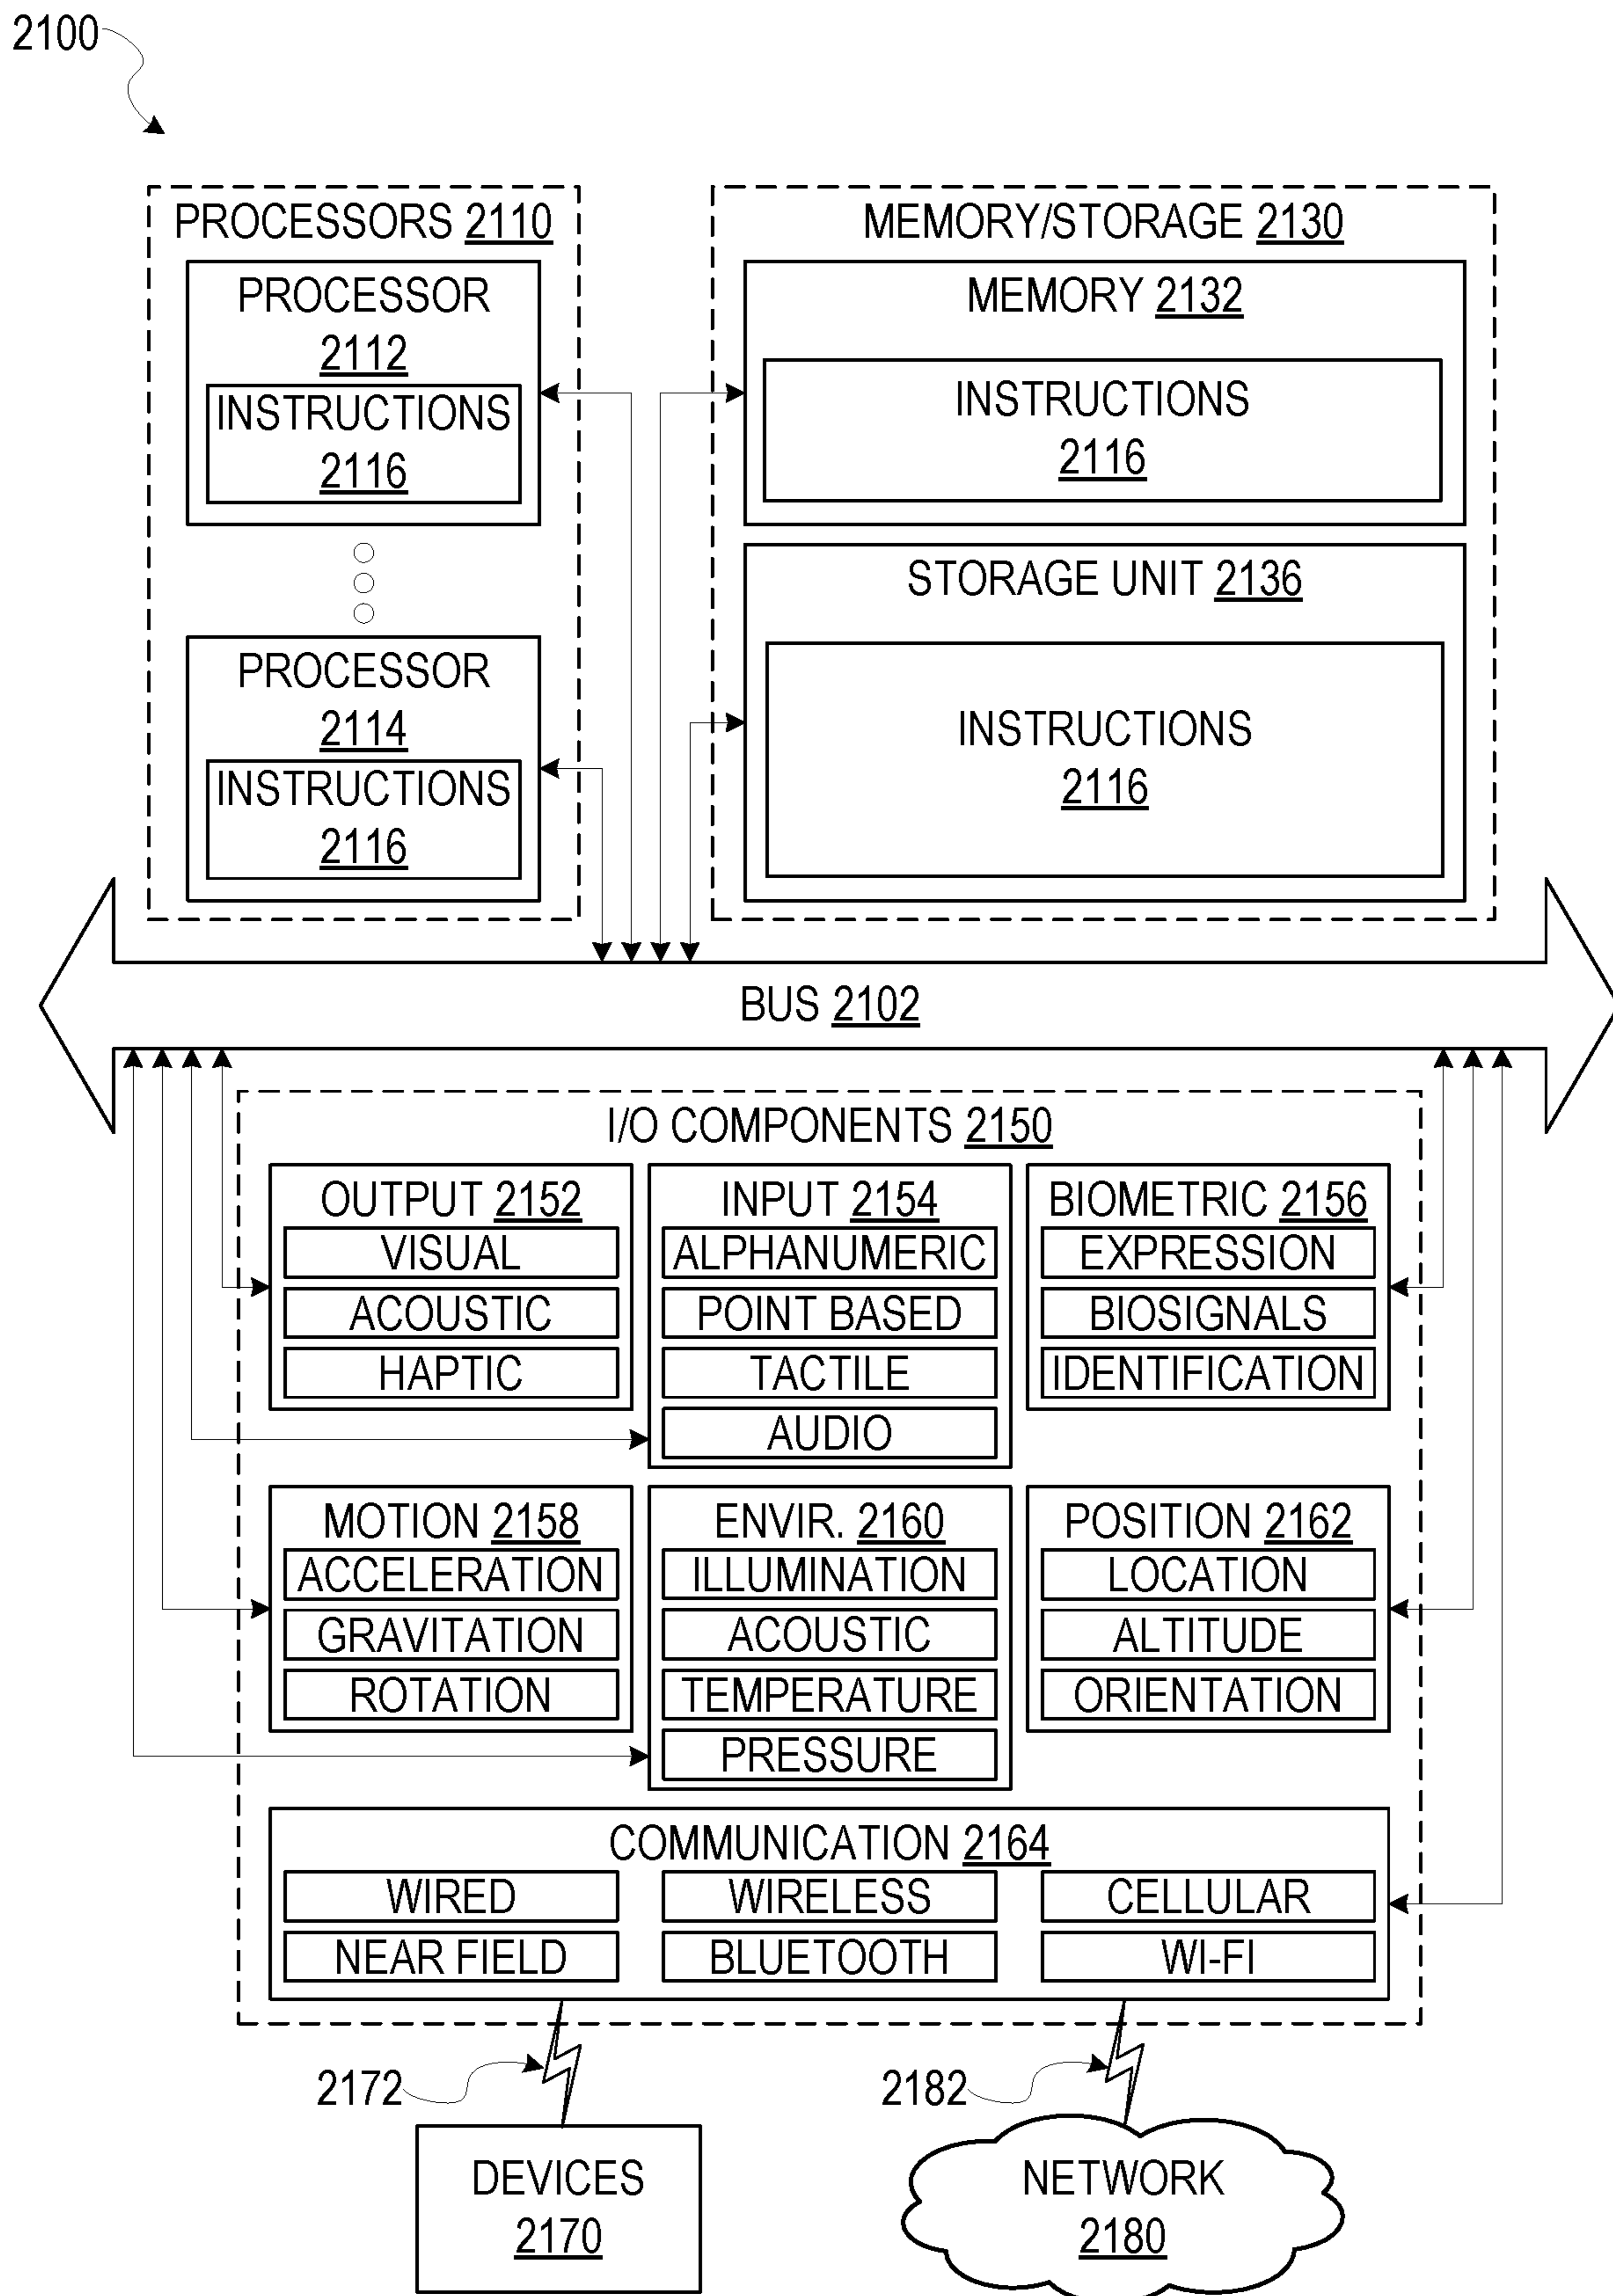 2100
PROCESSORS 2110
PROCESSOR
2112
INSTRUCTIONS
2116
PROCESSOR
2114
INSTRUCTIONS
2116
MEMORY/STORAGE 2130
MEMORY 2132
INSTRUCTIONS
2116
STORAGE UNIT 2136
INSTRUCTIONS
2116
BUS 2102
I/O COMPONENTS 2150
OUTPUT 2152
VISUAL
ACOUSTIC
HAPTIC
INPUT 2154
ALPHANUMERIC
POINT BASED
TACTILE
AUDIO
BIOMETRIC 2156
EXPRESSION
BIOSIGNALS
IDENTIFICATION
MOTION 2158
ACCELERATION
GRAVITATION
ROTATION
ENVIR. 2160
ILLUMINATION
ACOUSTIC
TEMPERATURE
PRESSURE
POSITION 2162
LOCATION
ALTITUDE
ORIENTATION
COMMUNICATION 2164
WIRED
WIRELESS
CELLULAR
NEAR FIELD
BLUETOOTH
WI-FI
2172
2182
DEVICES
2170
NETWORK
2180